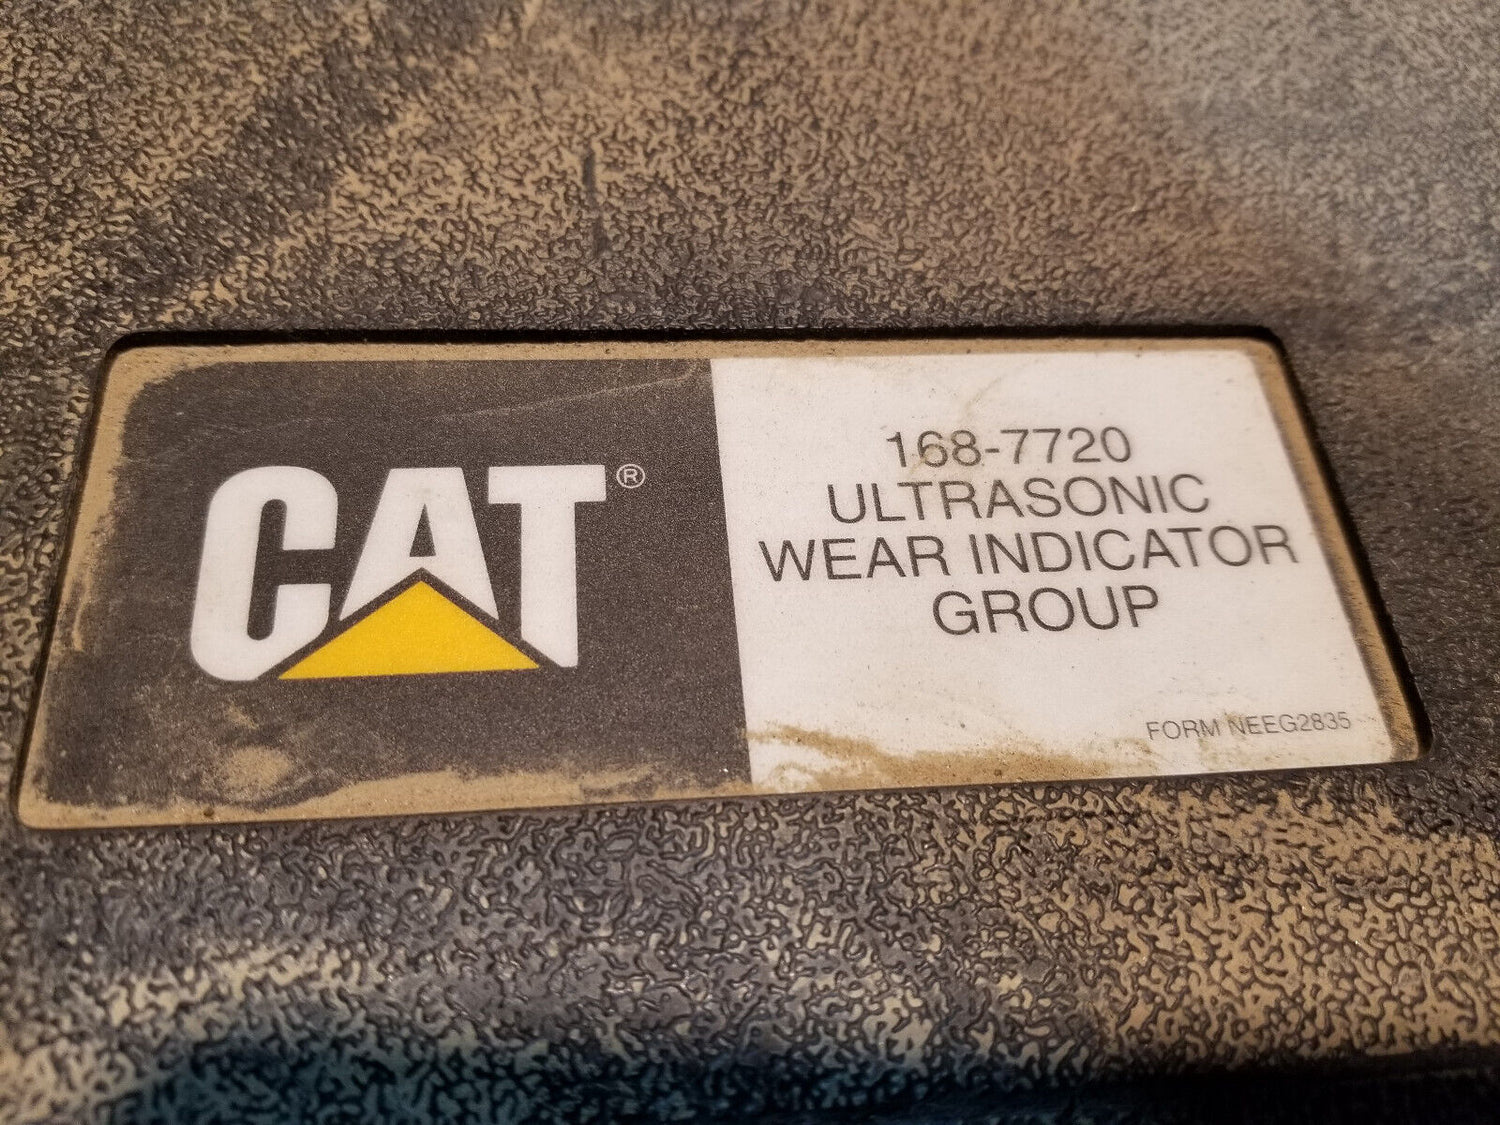 CAT®
168-7720
ULTRASONIC
WEAR INDICATOR
GROUP
FORM NEEG2835